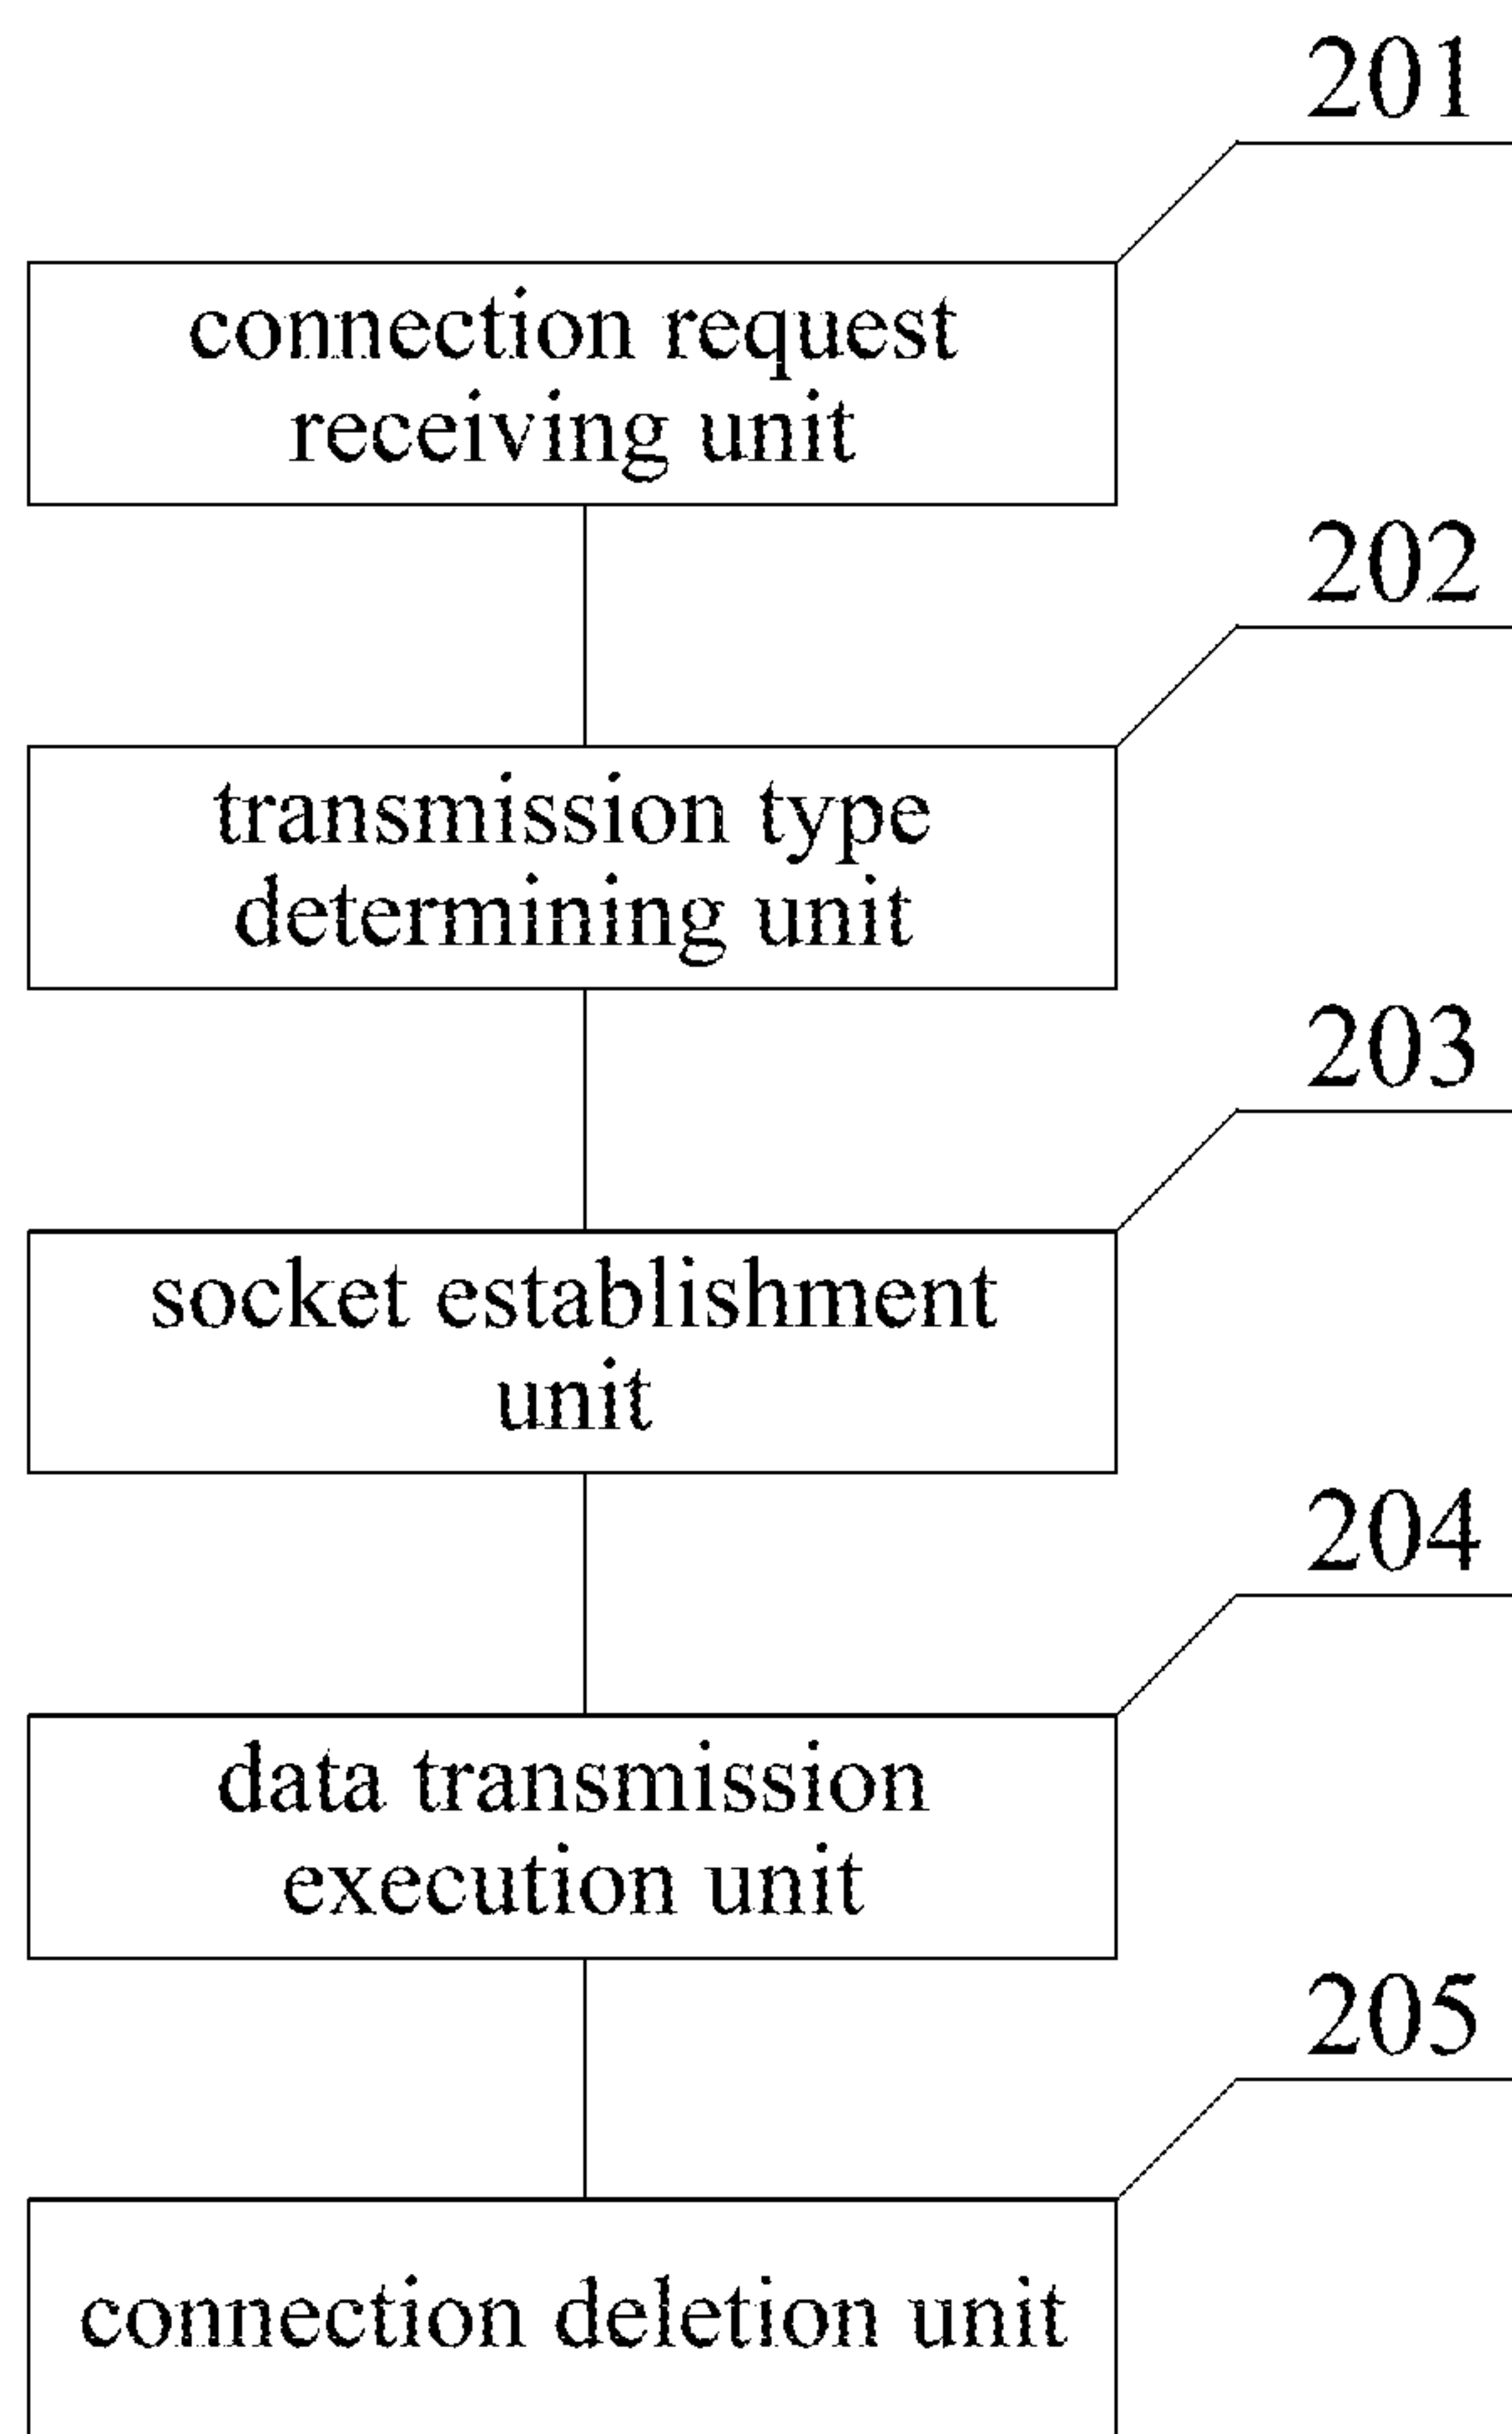 201
connection request
receiving unit
202
transmission type
determining unit
203
socket establishment
unit
204
data transmission
execution unit
205
connection deletion unit